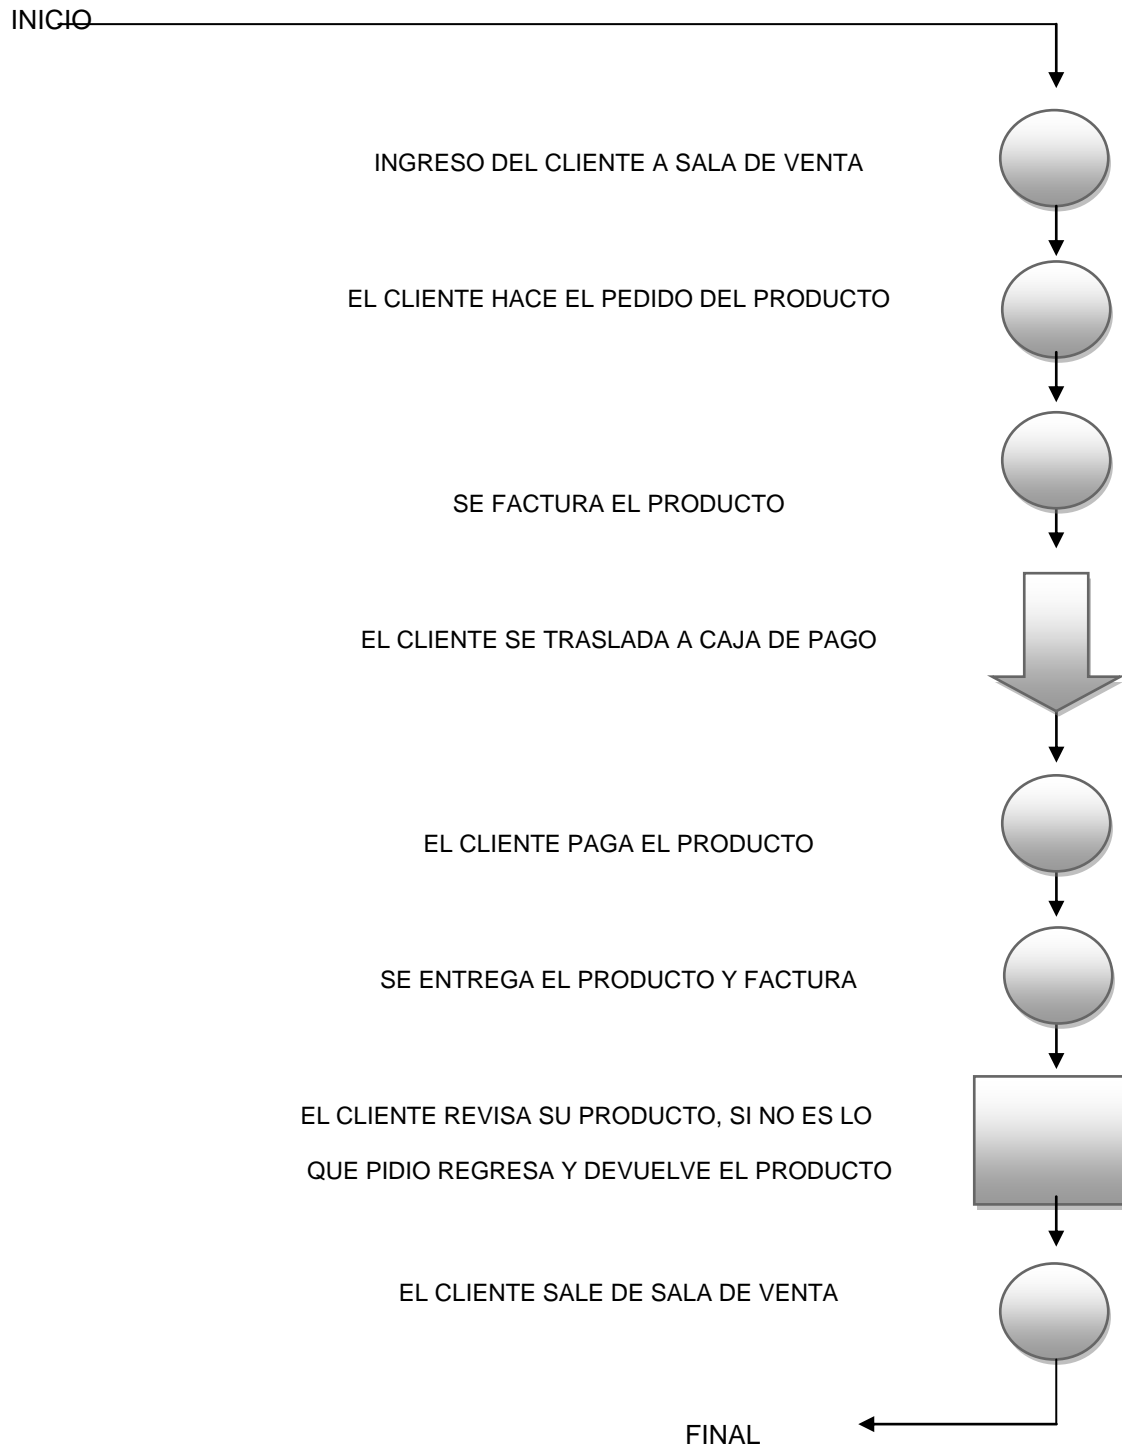 INICIO
INGRESO DEL CLIENTE A SALA DE VENTA
EL CLIENTE HACE EL PEDIDO DEL PRODUCTO
SE FACTURA EL PRODUCTO
EL CLIENTE SE TRASLADA A CAJA DE PAGO
EL CLIENTE PAGA EL PRODUCTO
SE ENTREGA EL PRODUCTO Y FACTURA
EL CLIENTE REVISA SU PRODUCTO, SI NO ES LO
QUE PIDIO REGRESA Y DEVUELVE EL PRODUCTO
EL CLIENTE SALE DE SALA DE VENTA
FINAL